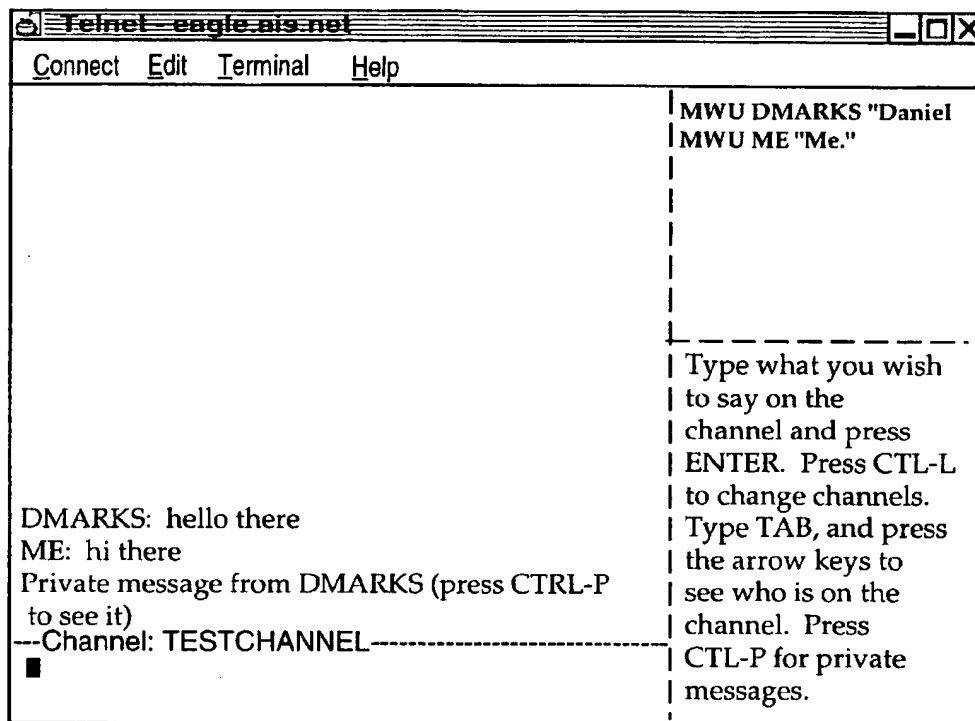 Telnet - eagle.ais.net
Connect Edit Terminal Help
MWU DMARKS "Daniel
MWU ME "Me."
DMARKS: hello there
ME: hi there
Private message from DMARKS (press CTRL-P
to see it)
---Channel: TESTCHANNEL---
Type what you wish
to say on the
channel and press
ENTER. Press CTL-L
to change channels.
Type TAB, and press
the arrow keys to
see who is on the
channel. Press
CTL-P for private
messages.